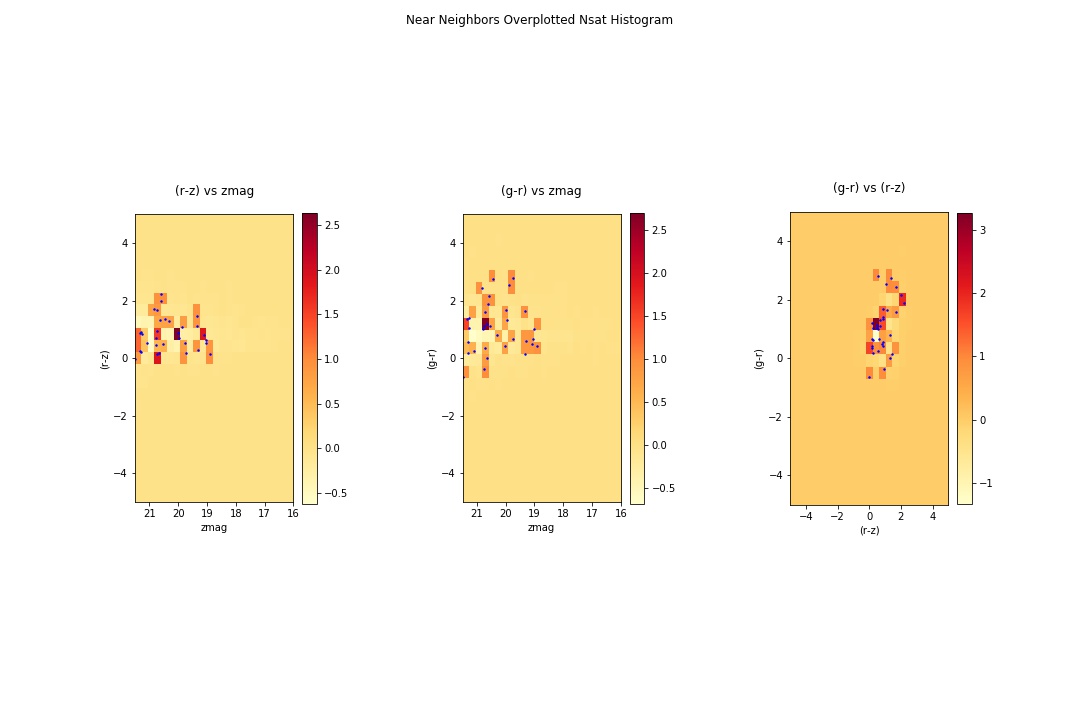 Near Neighbors Overplotted Nsat Histogram
(r-z) vs zmag
(r-z)
4
2
0
−2
−4
21 20 19 18 17 16
zmag
2.5
2.0
1.5
1.0
0.5
0.0
−0.5
(g-r) vs zmag
(g-r)
4
2
0
−2
−4
21 20 19 18 17 16
zmag
2.5
2.0
1.5
1.0
0.5
0.0
−0.5
(g-r) vs (r-z)
(g-r)
4
2
0
−2
−4
−4 −2 0 2 4
(r-z)
3
2
1
0
−1